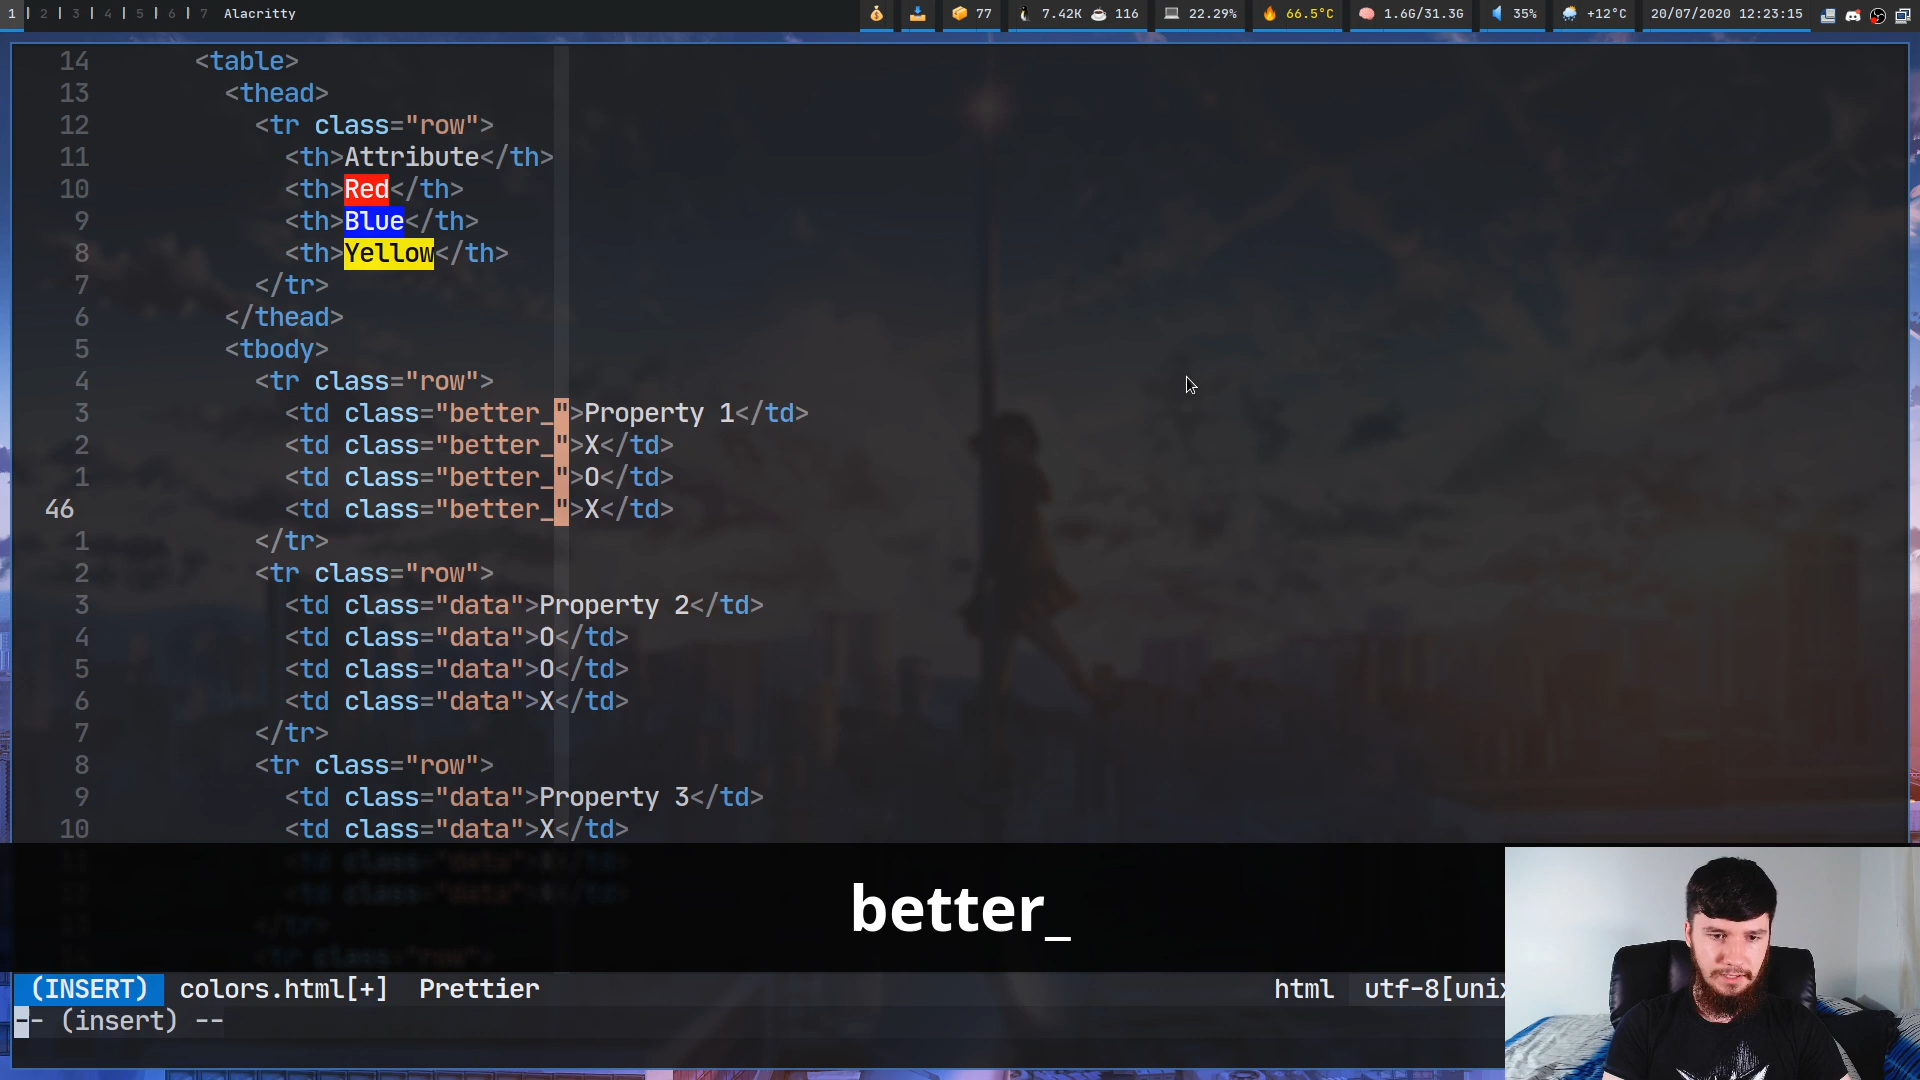 1 | 2 | 3 | 4 | 5 | 6 | 7 Alacritty 77 7.42K 116 22.29% 66.5°C 1.6G/31.3G 35% +12°C 20/07/2020 12:23:15
14 <table>
13 <thead>
12 <tr class="row">
11 <th>Attribute</th>
10 <th>Red</th>
9 <th>Blue</th>
8 <th>Yellow</th>
7 </tr>
6 </thead>
5 <tbody>
4 <tr class="row">
3 <td class="better_">Property 1</td>
2 <td class="better_">X</td>
1 <td class="better_">O</td>
46 <td class="better_">X</td>
1 </tr>
2 <tr class="row">
3 <td class="data">Property 2</td>
4 <td class="data">O</td>
5 <td class="data">O</td>
6 <td class="data">X</td>
7 </tr>
8 <tr class="row">
9 <td class="data">Property 3</td>
10 <td class="data">X</td>
better_
(INSERT) colors.html[+] Prettier html utf-8[unix
-- (insert) --